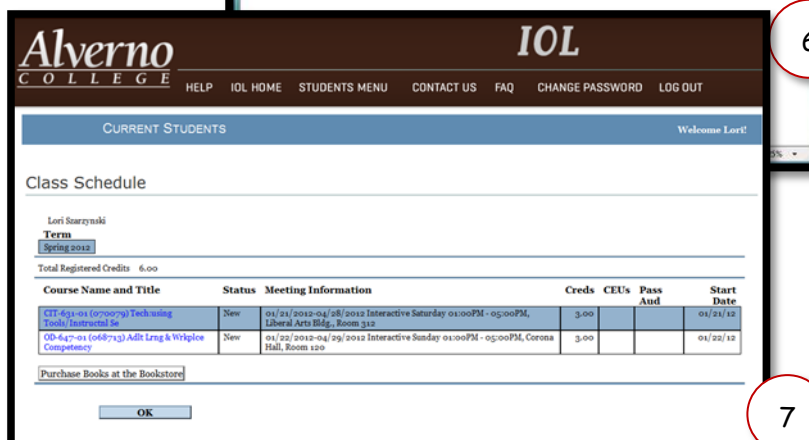 Alverno
COLLEGE
IOL
HELP IOL HOME STUDENTS MENU CONTACT US FAQ CHANGE PASSWORD LOG OUT
CURRENT STUDENTS
Welcome Lori!
5%
Class Schedule
Lori Szarzynski
Term
Spring 2012
Total Registered Credits 6.00
Course Name and Title Status Meeting Information Creds CEUs Pass Start
Aud Date
CIT-631-01 (070079) Tech:using New 01/21/2012-04/28/2012 Interactive Saturday 01:00PM - 05:00PM, 3.00 01/21/12
Tools/Instructnl Se Liberal Arts Bldg., Room 312
OD-647-01 (068713) Adlt Lrng & Wrkplce New 01/22/2012-04/29/2012 Interactive Sunday 01:00PM - 05:00PM, Corona 3.00 01/22/12
Competency Hall, Room 120
Purchase Books at the Bookstore
OK
6
7